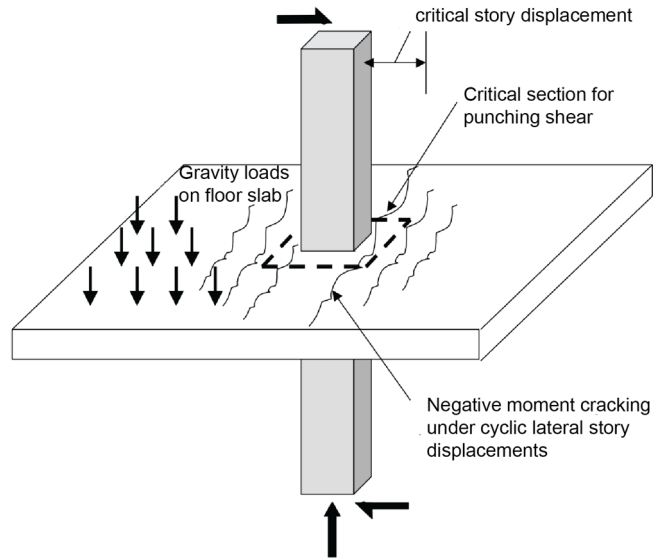 critical story displacement
Critical section for
punching shear
Gravity loads
on floor slab
Negative moment cracking
under cyclic lateral story
displacements